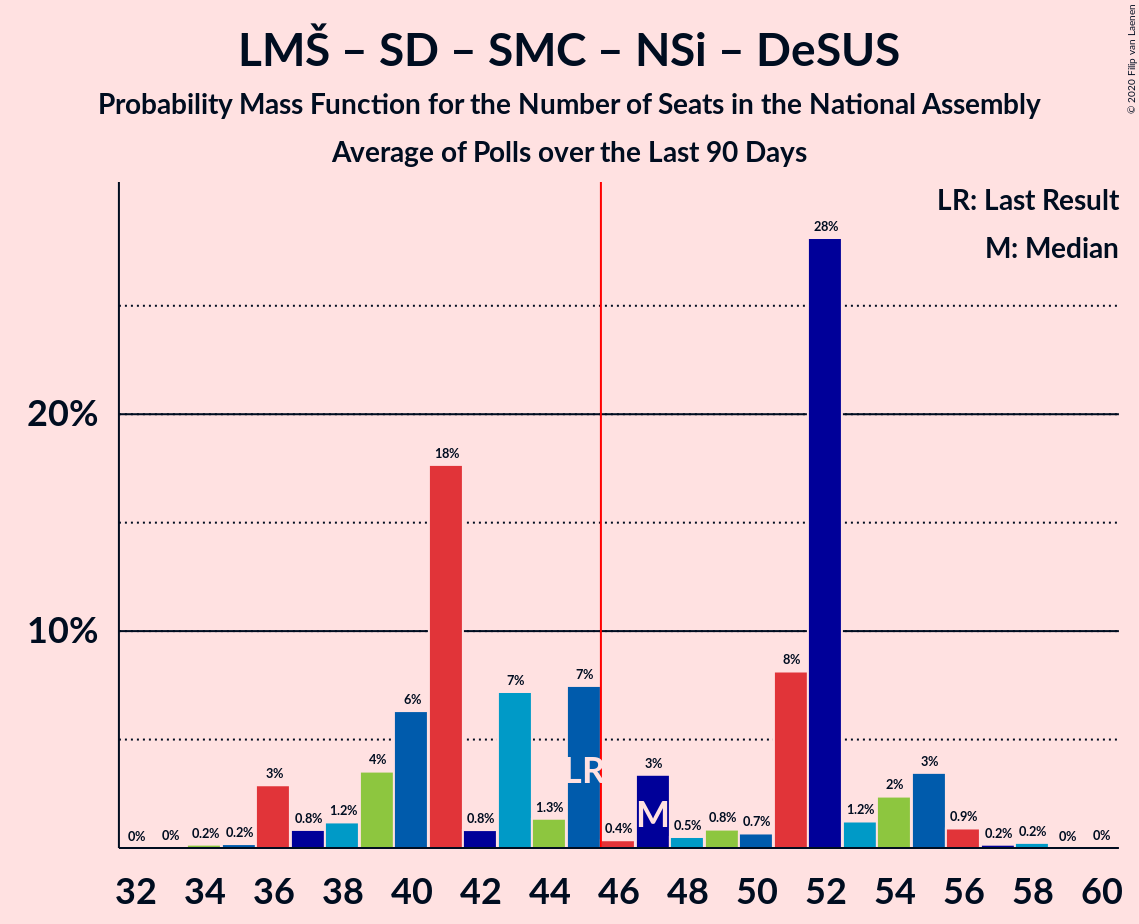 LMŠ – SD – SMC – NSi – DeSUS
Probability Mass Function for the Number of Seats in the National Assembly
Average of Polls over the Last 90 Days
© 2020 Filip van Laenen
LR: Last Result
M: Median
20%
10%
0% 0% 0.2% 0.2% 3% 0.8% 1.2% 4% 6% 18% 0.8% 7% 1.3% 7% 0.4% 3% 0.5% 0.8% 0.7% 8% 28% 1.2% 2% 3% 0.9% 0.2% 0.2% 0% 0%
LR
M
32 34 36 38 40 42 44 46 48 50 52 54 56 58 60